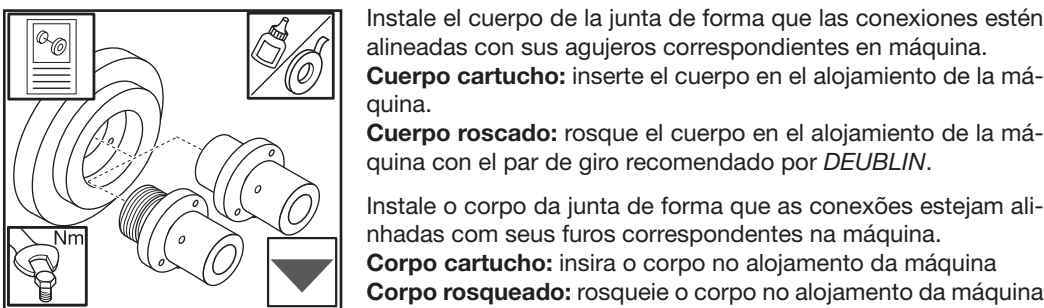 Nm
Instale el cuerpo de la junta de forma que las conexiones estén
alineadas con sus agujeros correspondientes en máquina.
Cuerpo cartucho: inserte el cuerpo en el alojamiento de la má-
quina.
Cuerpo roscado: rosque el cuerpo en el alojamiento de la má-
quina con el par de giro recomendado por DEUBLIN.
Instale o corpo da junta de forma que as conexões estejam ali-
nhadas com seus furos correspondentes na máquina.
Corpo cartucho: insira o corpo no alojamento da máquina
Corpo rosqueado: rosqueie o corpo no alojamento da máquina